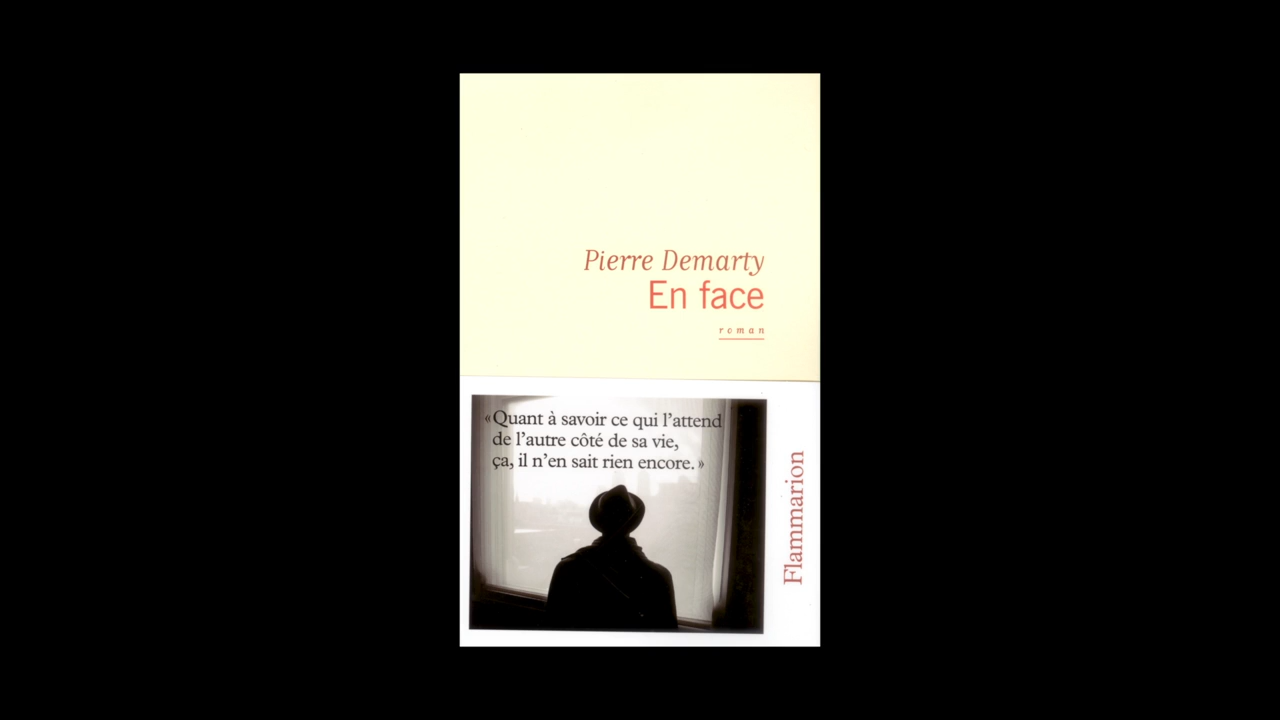 Pierre Demarty
En face
roman
«Quant à savoir ce qui l'attend
de l'autre côté de sa vie,
ça, il n'en sait rien encore.»
Flammarion